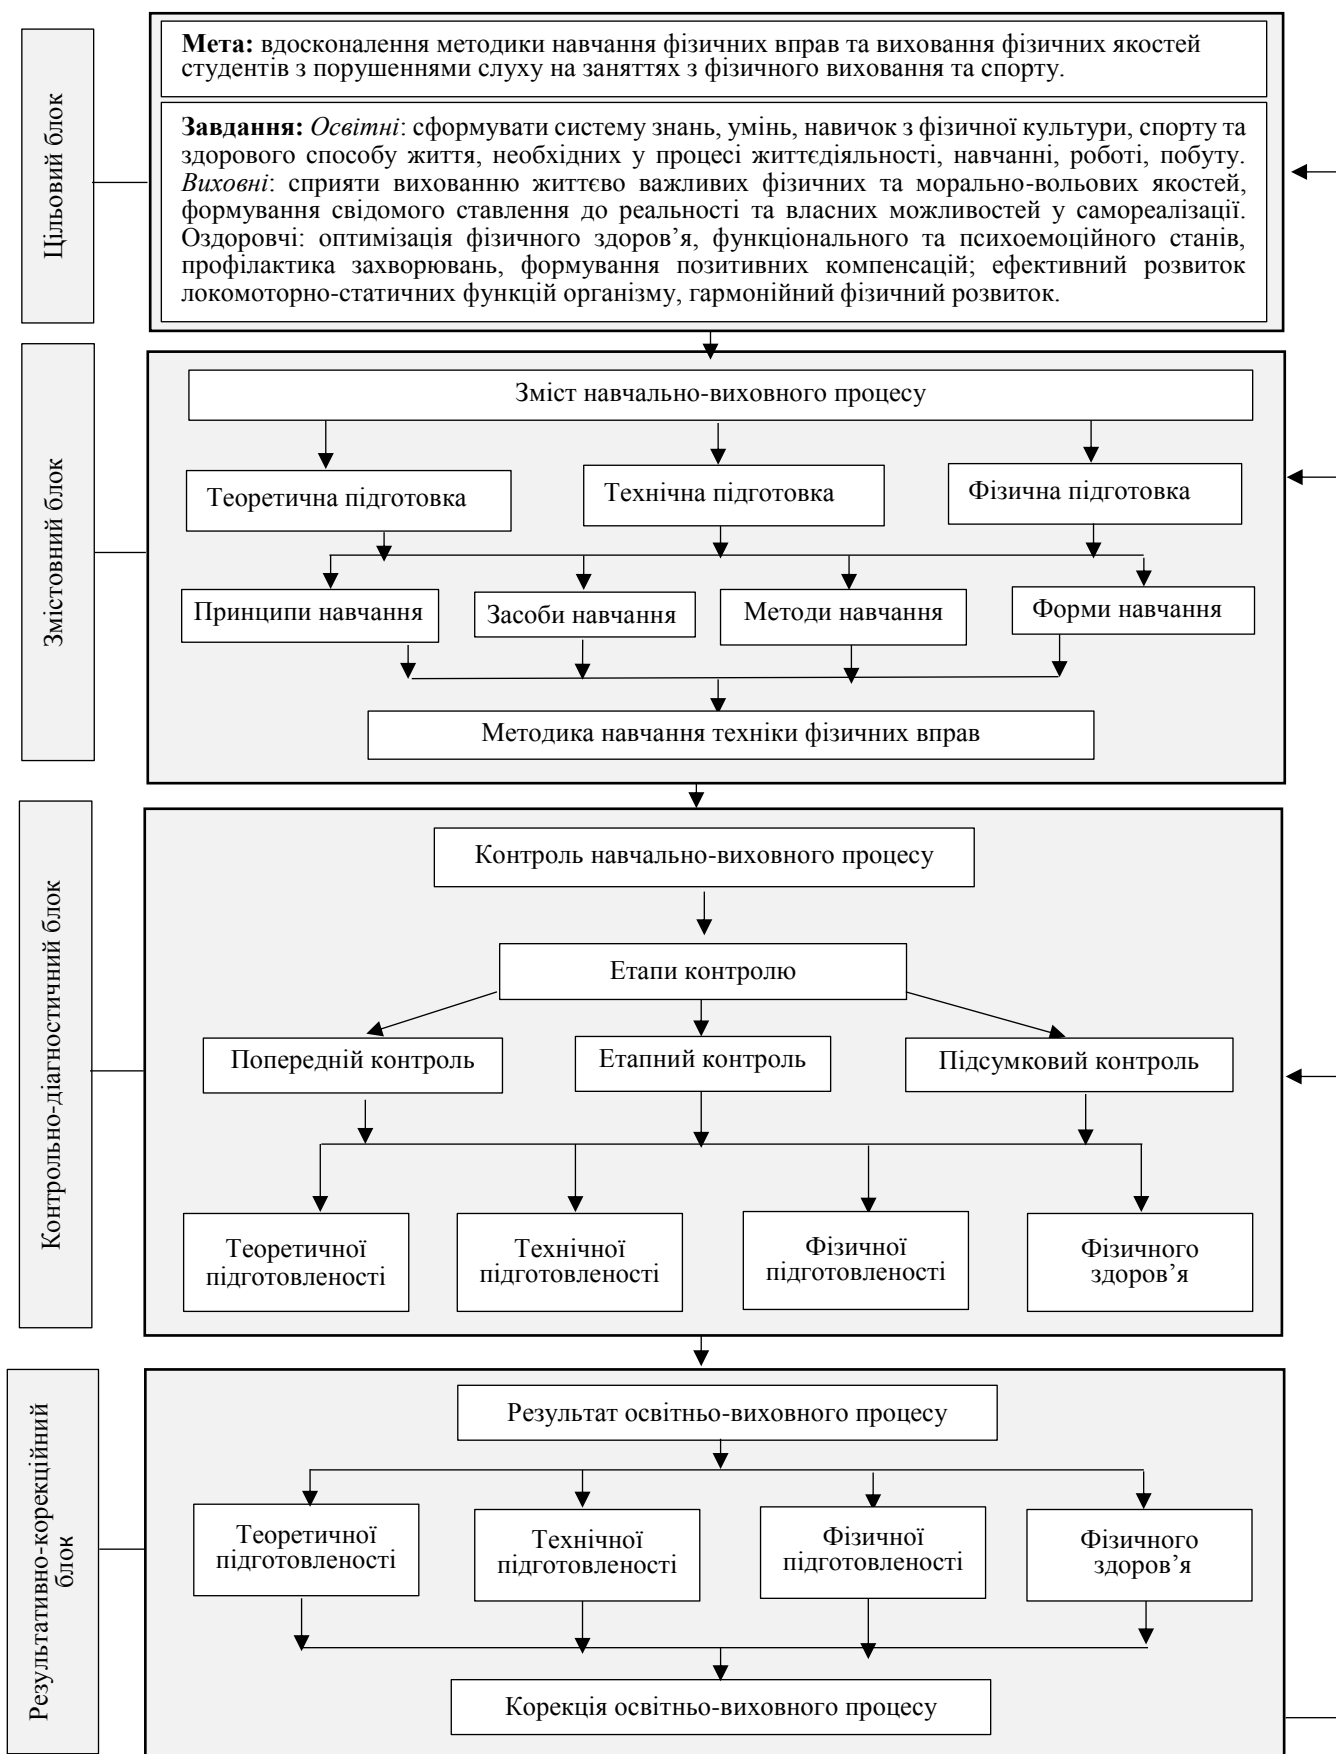 Цільовий блок
Мета: вдосконалення методики навчання фізичних вправ та виховання фізичних якостей
студентів з порушеннями слуху на заняттях з фізичного виховання та спорту.
Завдання: Освітні: сформувати систему знань, умінь, навичок з фізичної культури, спорту та
здорового способу життя, необхідних у процесі життєдіяльності, навчанні, роботі, побуту.
Виховні: сприяти вихованню життєво важливих фізичних та морально-вольових якостей,
формування свідомого ставлення до реальності та власних можливостей у самореалізації.
Оздоровчі: оптимізація фізичного здоров’я, функціонального та психоемоційного станів,
профілактика захворювань, формування позитивних компенсацій; ефективний розвиток
локомоторно-статичних функцій організму, гармонійний фізичний розвиток.
Змістовний блок
Зміст навчально-виховного процесу
Теоретична підготовка
Технічна підготовка
Фізична підготовка
Принципи навчання
Засоби навчання
Методи навчання
Форми навчання
Методика навчання техніки фізичних вправ
Контрольно-діагностичний блок
Контроль навчально-виховного процесу
Етапи контролю
Попередній контроль
Етапний контроль
Підсумковий контроль
Теоретичної
підготовленості
Технічної
підготовленості
Фізичної
підготовленості
Фізичного
здоров’я
Результативно-корекційний
блок
Результат освітньо-виховного процесу
Теоретичної
підготовленості
Технічної
підготовленості
Фізичної
підготовленості
Фізичного
здоров’я
Корекція освітньо-виховного процесу